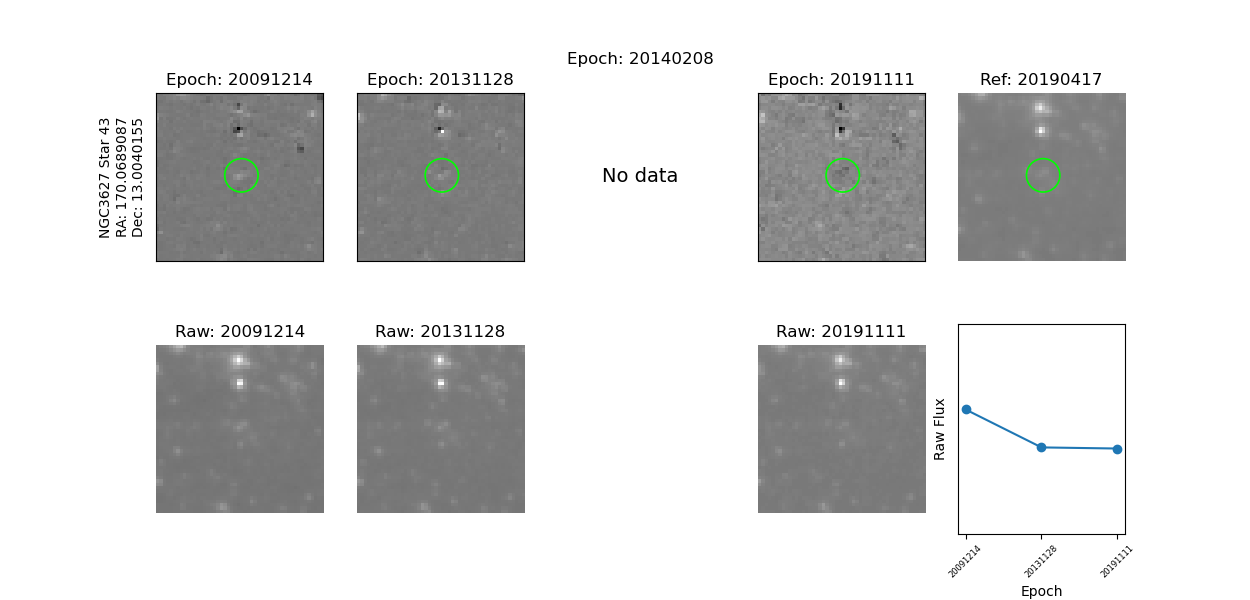 Epoch: 20140208
Epoch: 20091214
Epoch: 20131128
Epoch: 20191111
Ref: 20190417
NGC3627 Star 43
RA: 170.0689087
Dec: 13.0040155
No data
Raw: 20091214
Raw: 20131128
Raw: 20191111
Raw Flux
20091214
20131128
20191111
Epoch